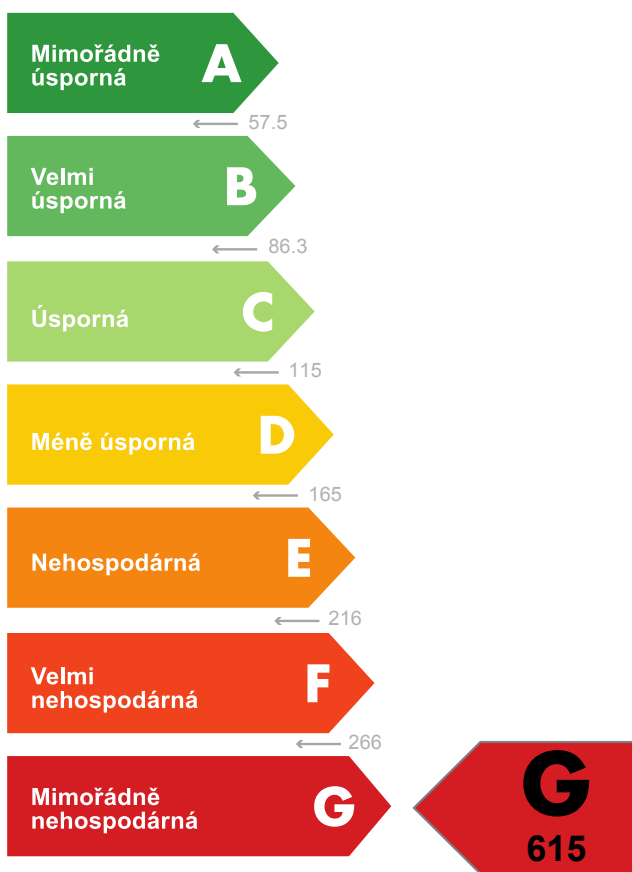 Mimořádně
úsporná
A
57.5
Velmi
úsporná
B
86.3
Úsporná
C
115
Méně úsporná
D
165
Nehospodárná
E
216
Velmi
nehospodárná
F
266
Mimořádně
nehospodárná
G
G
615